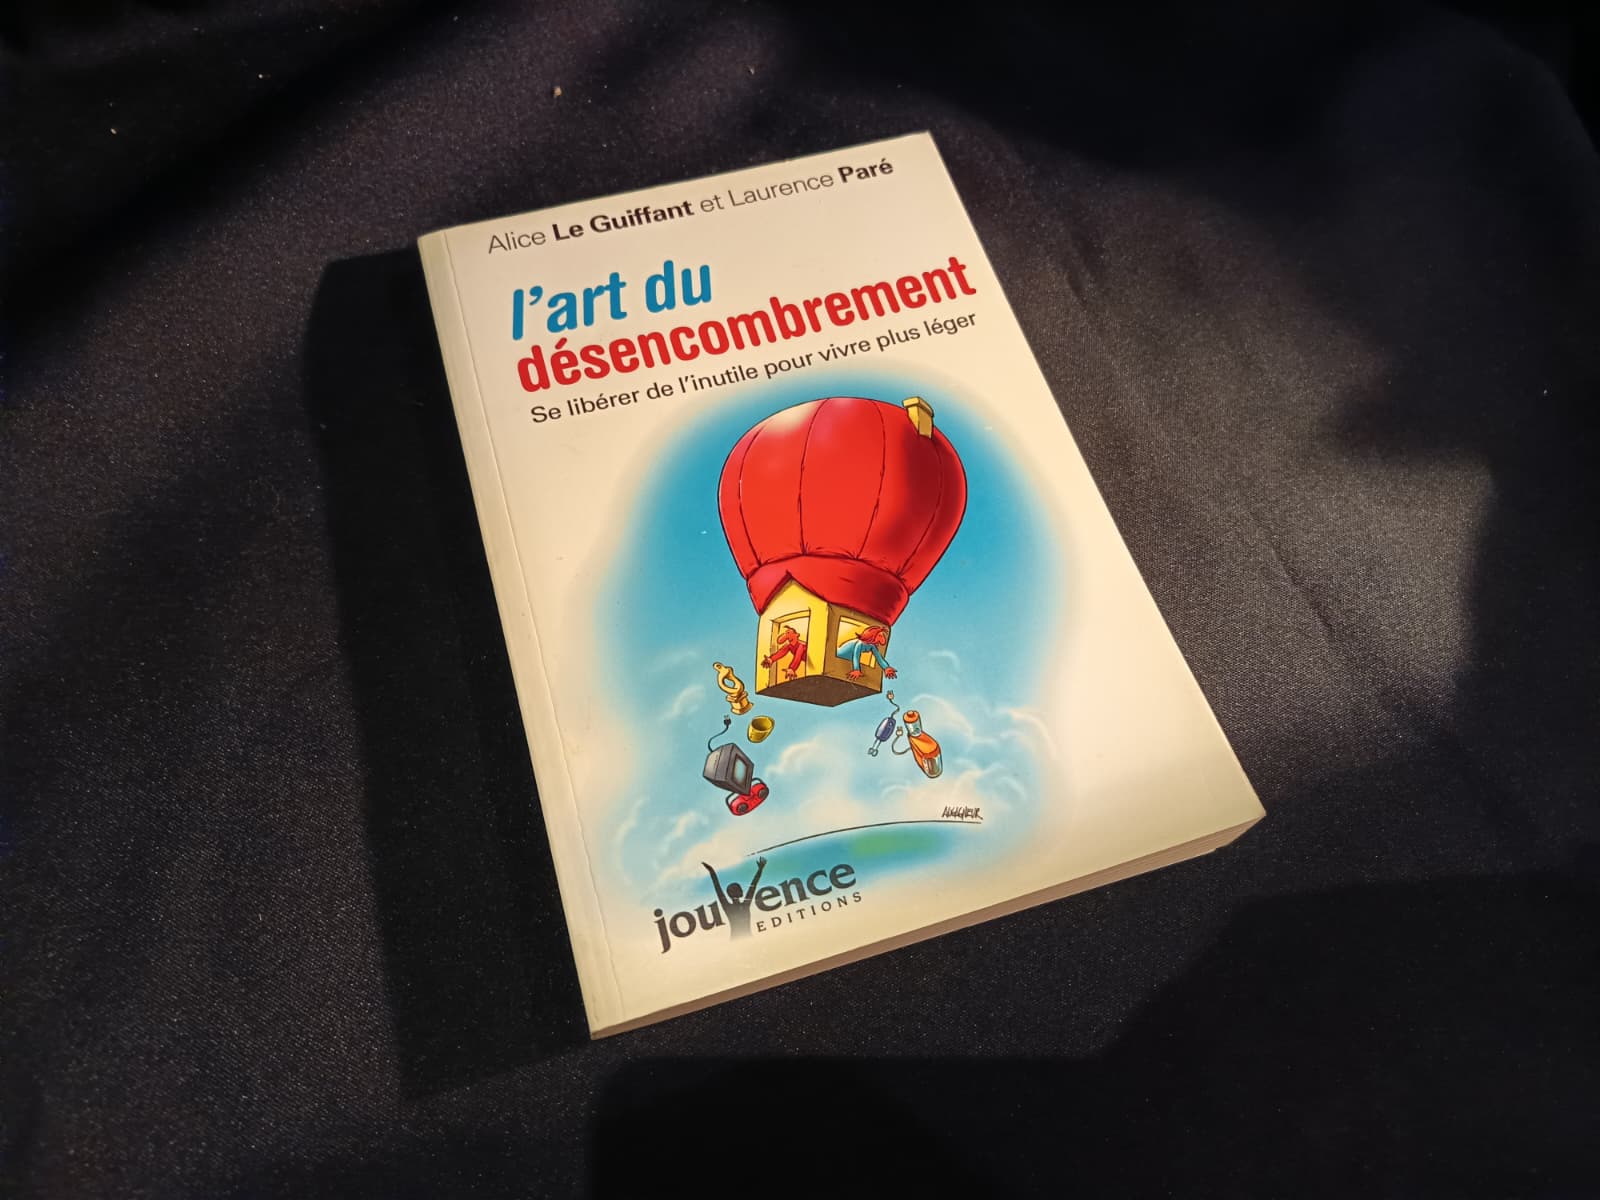 Alice Le Guiffant et Laurence Paré
l'art du
désencombrement
Se libérer de l'inutile pour vivre plus léger
AUGAGNEUR
jouvence
EDITIONS